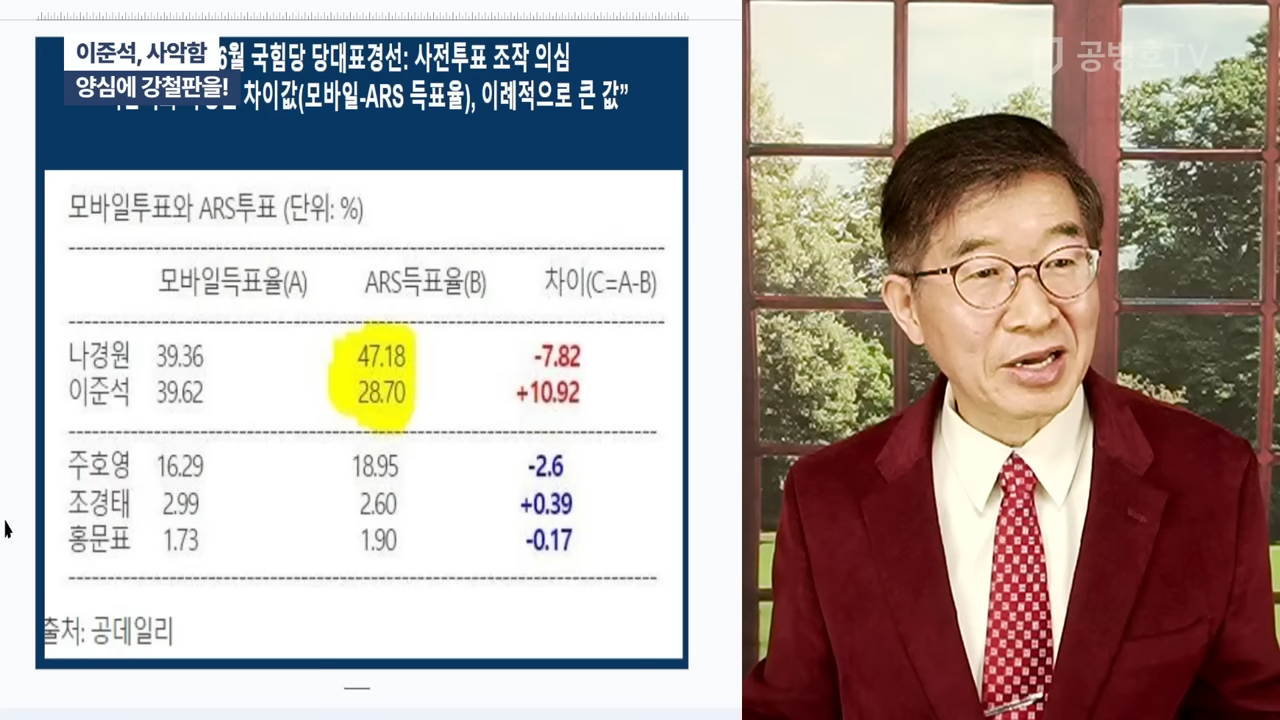 이준석, 사악함
양심에 강철판을!
6월 국힘당 당대표경선: 사전투표 조작 의심
차이값(모바일-ARS 득표율), 이례적으로 큰 값”
공병호TV
모바일투표와 ARS투표 (단위: %)
모바일득표율(A) ARS득표율(B) 차이(C=A-B)
나경원 39.36 47.18 -7.82
이준석 39.62 28.70 +10.92
주호영 16.29 18.95 -2.6
조경태 2.99 2.60 +0.39
홍문표 1.73 1.90 -0.17
출처: 공데일리